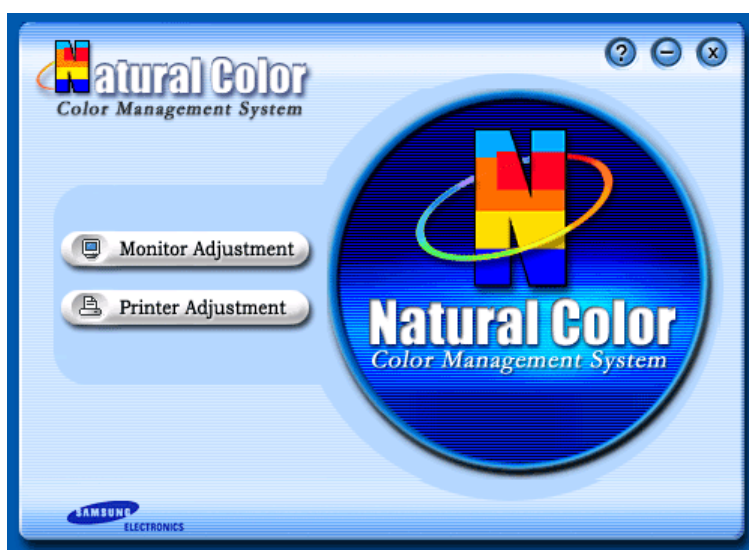 Natural Color
Color Management System
? – x
Monitor Adjustment
Printer Adjustment
N
Natural Color
Color Management System
SAMSUNG
ELECTRONICS